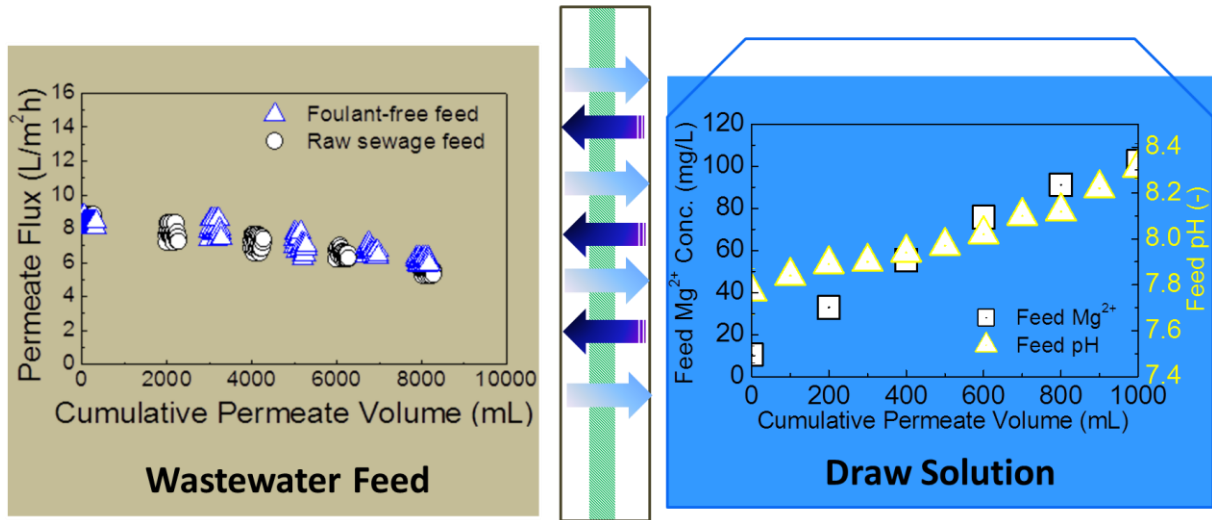 16
14
12
10
8
6
4
2
0
Permeate Flux (L/m²h)
Foulant-free feed
Raw sewage feed
0 2000 4000 6000 8000 10000
Cumulative Permeate Volume (mL)
Wastewater Feed
120
100
80
60
40
20
0
Feed Mg²⁺ Conc. (mg/L)
Feed Mg²⁺
Feed pH
8.4
8.2
8.0
7.8
7.6
7.4
Feed pH (-)
0 200 400 600 800 1000
Cumulative Permeate Volume (mL)
Draw Solution